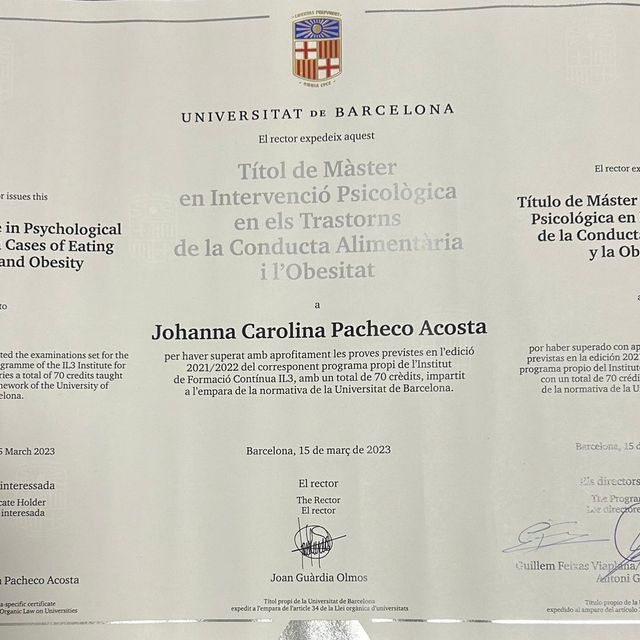 UNIVERSITAT DE BARCELONA
El rector expedeix aquest
Títol de Màster
en Intervenció Psicològica
en els Trastorns
de la Conducta Alimentària
i l'Obesitat
a
Johanna Carolina Pacheco Acosta
per haver superat amb aprofitament les proves previstes en l'edició
2021/2022 del corresponent programa propi de l'Institut
de Formació Contínua IL3, amb un total de 70 crèdits, impartit
a l'empara de la normativa de la Universitat de Barcelona.
Barcelona, 15 de març de 2023
El rector
The Rector
El rector
Joan Guàrdia Olmos
Títol propi de la Universitat de Barcelona
expedit a l'empara de l'article 34 de la Llei orgànica d'universitats
r issues this
e in Psychological
Cases of Eating
and Obesity
to
ted the examinations set for the
ogramme of the IL3 Institute for
ries a total of 70 credits taught
mework of the University of
elona.
5 March 2023
interessada
cate Holder
interesada
Pacheco Acosta
a-specific certificate
Organic Law on Universities
El rector ex
Título de Máster
Psicológica en
de la Conducta
y la Ob
por haber superado con ap
previstas en la edición 2021
programa propio del Institut
con un total de 70 crédi
de la normativa de la U
Barcelona, 15 d
Els directors
The Progra
Los directore
Guillem Feixas Viaplana/
Antoni G
Título propio de la
expedido al amparo del artículo